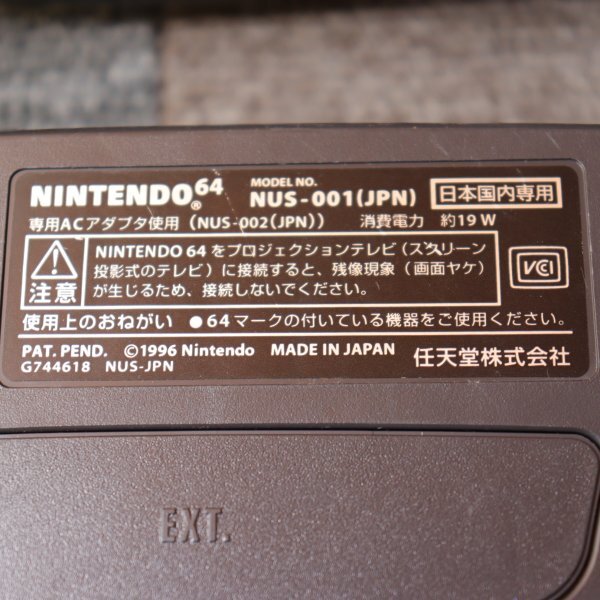 NINTENDO64® MODEL NO. NUS-001(JPN) 日本国内専用
専用ACアダプタ使用 (NUS-002(JPN)) 消費電力 約19W
注意
NINTENDO 64をプロジェクションテレビ(スクリーン
投影式のテレビ)に接続すると、残像現象(画面ヤケ)
が生じるため、接続しないでください。
VCCI
使用上のおねがい ●64マークの付いている機器をご使用ください。
PAT. PEND. ©1996 Nintendo MADE IN JAPAN 任天堂株式会社
G744618 NUS-JPN
EXT.